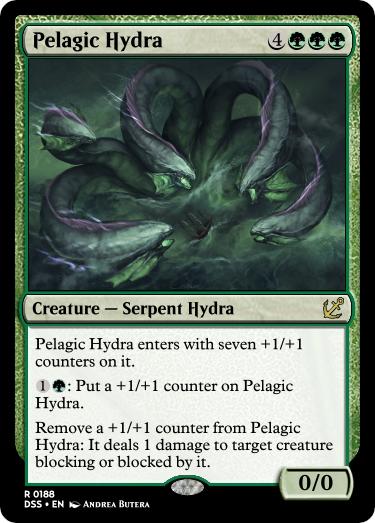 Pelagic Hydra 4
Creature — Serpent Hydra
Pelagic Hydra enters with seven +1/+1
counters on it.
1: Put a +1/+1 counter on Pelagic
Hydra.
Remove a +1/+1 counter from Pelagic
Hydra: It deals 1 damage to target creature
blocking or blocked by it.
0/0
R 0188
DSS • EN Andrea Butera